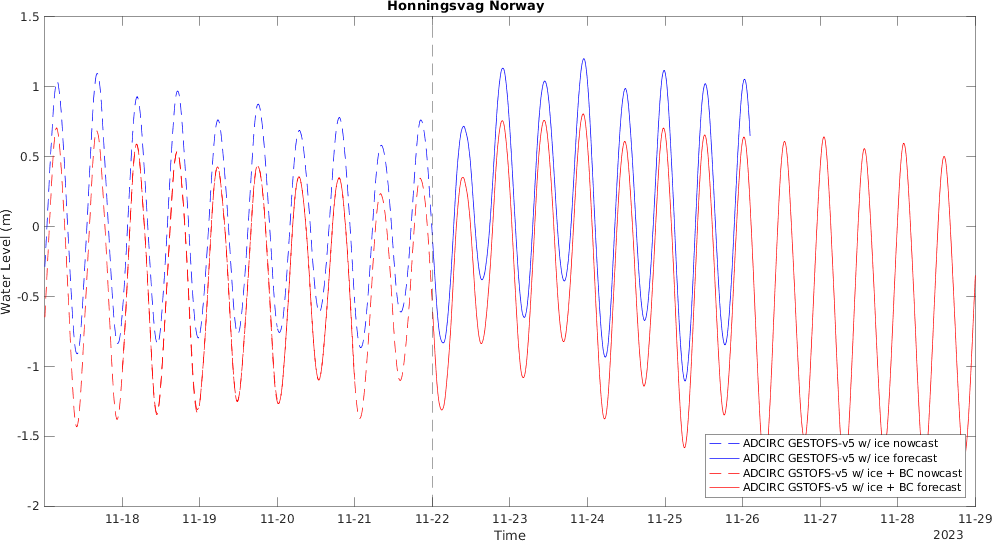 Honningsvag Norway
1.5
1
0.5
0
-0.5
-1
-1.5
-2
Water Level (m)
ADCIRC GESTOFS-v5 w/ ice nowcast
ADCIRC GESTOFS-v5 w/ ice forecast
ADCIRC GSTOFS-v5 w/ ice + BC nowcast
ADCIRC GSTOFS-v5 w/ ice + BC forecast
11-18 11-19 11-20 11-21 11-22 11-23 11-24 11-25 11-26 11-27 11-28 11-29
Time
2023